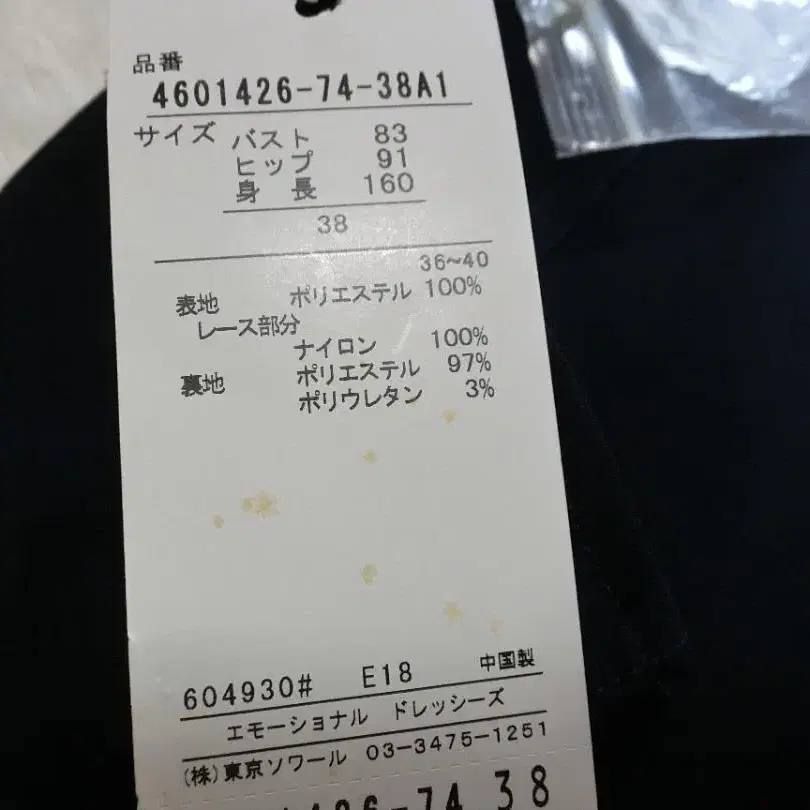 品番
4601426-74-38A1
サイズ バスト 83
ヒップ 91
身長 160
38
36~40
表地 ポリエステル 100%
レース部分
ナイロン 100%
裏地 ポリエステル 97%
ポリウレタン 3%
604930# E18 中国製
エモーショナル ドレッシーズ
(株)東京ソワール 03-3475-1251
1426-74 38